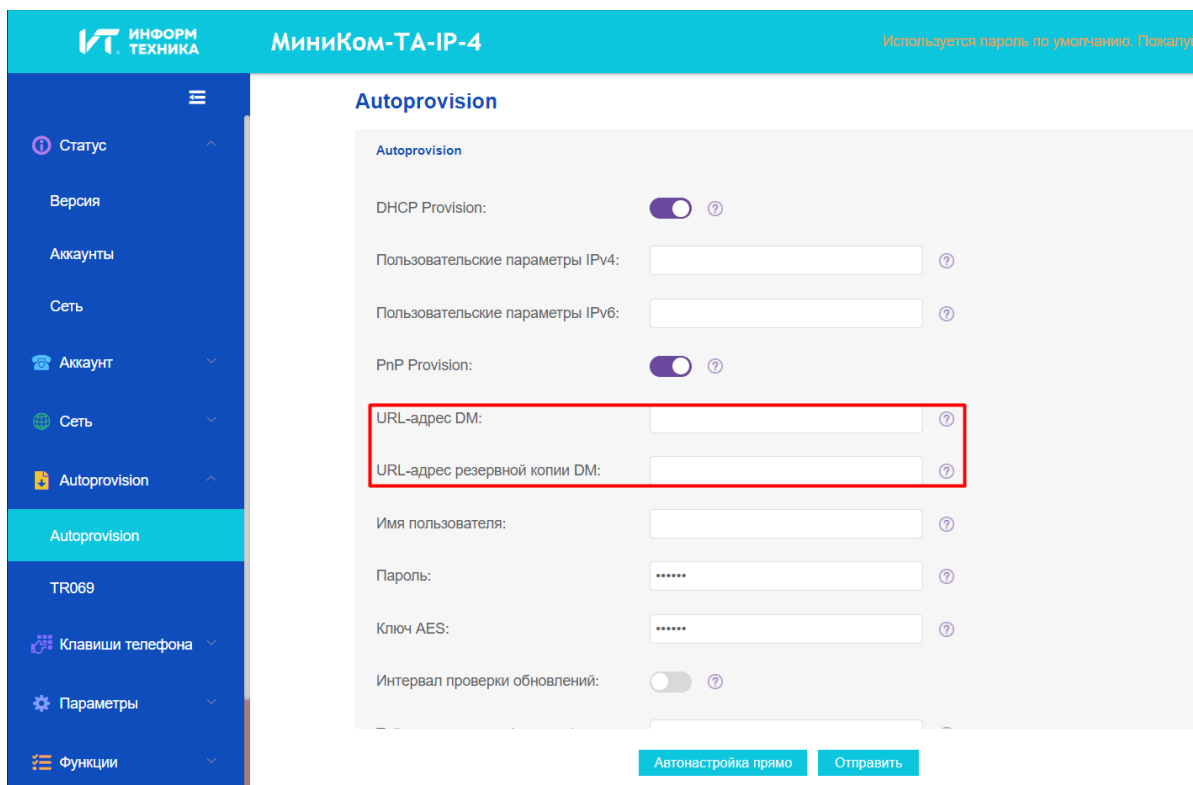 ИТ. ИНФОРМ
ТЕХНИКА
МиниКом-TA-IP-4
Используется пароль по умолчанию.
Autoprovision
Autoprovision
Статус
Версия
Аккаунты
Сеть
Аккаунт
Сеть
Autoprovision
Autoprovision
TR069
Клавиши телефона
Параметры
Функции
DHCP Provision:
Пользовательские параметры IPv4:
Пользовательские параметры IPv6:
PnP Provision:
URL-адрес DM:
URL-адрес резервной копии DM:
Имя пользователя:
Пароль: ••••••
Ключ AES: ••••••
Интервал проверки обновлений:
Автонастройка прямо Отправить